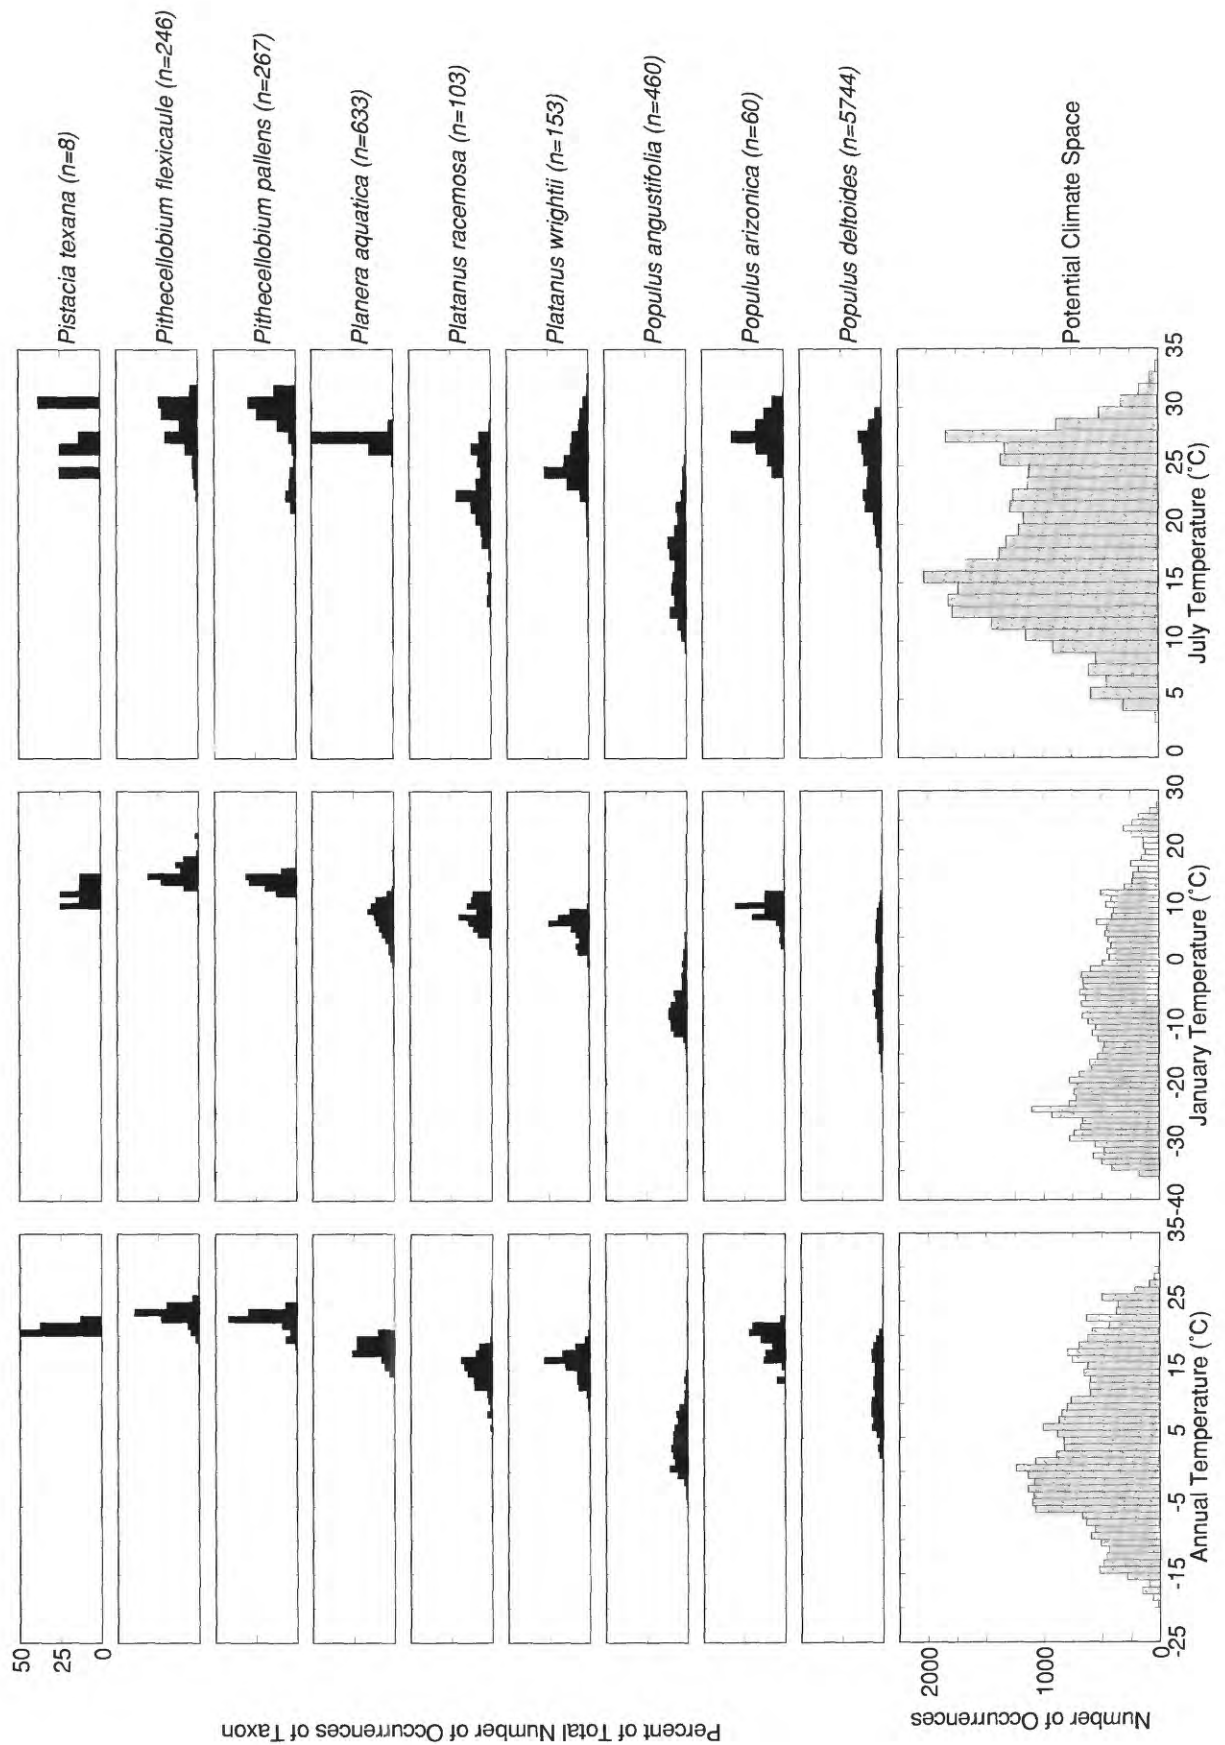 Percent of Total Number of Occurrences of Taxon
50
25
0
Pistacia texana (n=8)
Pithecellobium flexicaule (n=246)
Pithecellobium pallens (n=267)
Planera aquatica (n=633)
Platanus racemosa (n=103)
Platanus wrightii (n=153)
Populus angustifolia (n=460)
Populus arizonica (n=60)
Populus deltoides (n=5744)
Potential Climate Space
Number of Occurrences
2000
1000
0
-25 -15 -5 5 15 25 35
Annual Temperature (˚C)
-40 -30 -20 -10 0 10 20 30
January Temperature (˚C)
0 5 10 15 20 25 30 35
July Temperature (˚C)